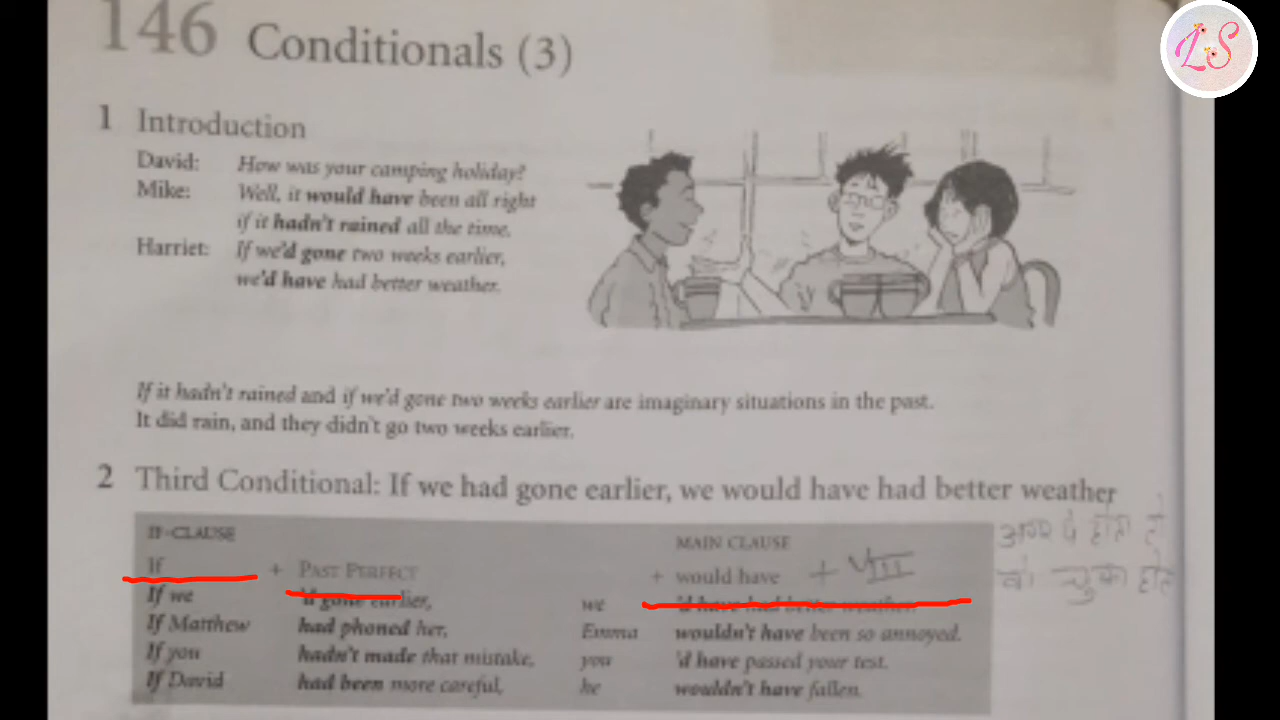 LS
146 Conditionals (3)
1 Introduction
David: How was your camping holiday?
Mike: Well, it would have been all right
if it hadn't rained all the time.
Harriet: If we'd gone two weeks earlier,
we'd have had better weather.
If it hadn't rained and if we'd gone two weeks earlier are imaginary situations in the past.
It did rain, and they didn't go two weeks earlier.
2 Third Conditional: If we had gone earlier, we would have had better weather
IF-CLAUSE MAIN CLAUSE
If + PAST PERFECT + would have + VIII
If we 'd gone earlier, we 'd have had better weather.
If Matthew had phoned her, Emma wouldn't have been so annoyed.
If you hadn't made that mistake, you 'd have passed your test.
If David had been more careful, he wouldn't have fallen.